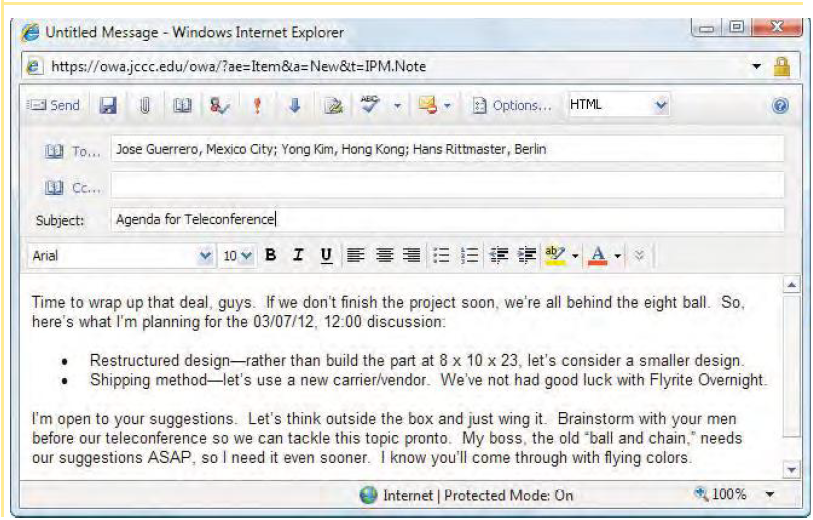 Untitled Message - Windows Internet Explorer
https://owa.jccc.edu/owa/?ae=Item&a=New&t=IPM.Note
Send ABC Options... HTML
To... Jose Guerrero, Mexico City; Yong Kim, Hong Kong; Hans Rittmaster, Berlin
Cc...
Subject: Agenda for Teleconference
Arial 10 B I U ab A
Time to wrap up that deal, guys. If we don't finish the project soon, we're all behind the eight ball. So,
here's what I'm planning for the 03/07/12, 12:00 discussion:
• Restructured design—rather than build the part at 8 x 10 x 23, let's consider a smaller design.
• Shipping method—let's use a new carrier/vendor. We've not had good luck with Flyrite Overnight.
I'm open to your suggestions. Let's think outside the box and just wing it. Brainstorm with your men
before our teleconference so we can tackle this topic pronto. My boss, the old "ball and chain," needs
our suggestions ASAP, so I need it even sooner. I know you'll come through with flying colors.
Internet | Protected Mode: On 100%